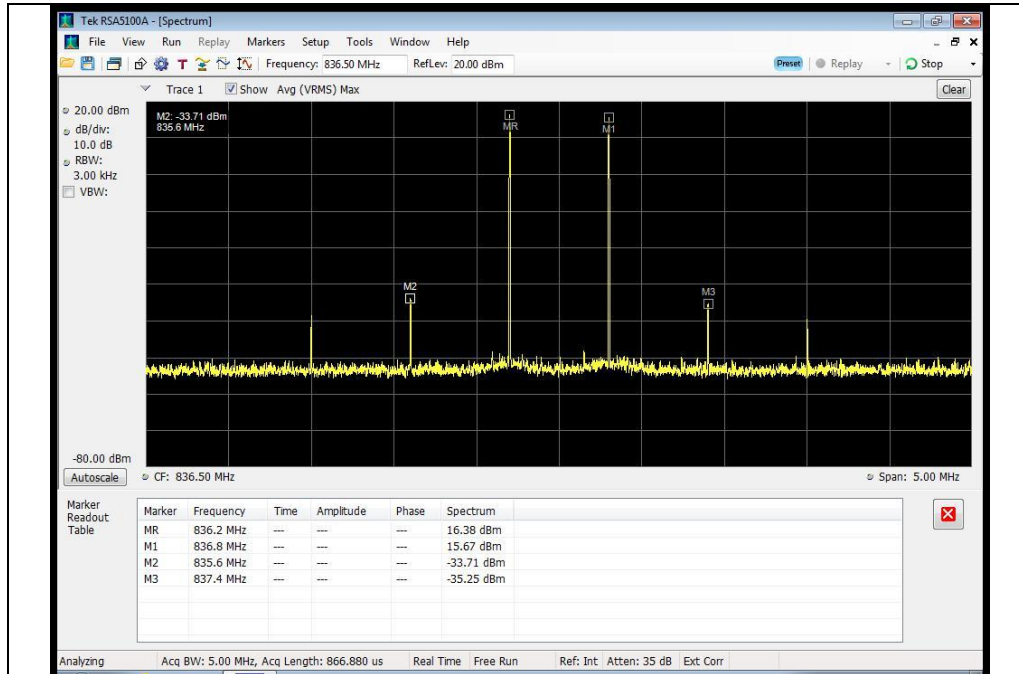 Tek RSA5100A - [Spectrum]
File View Run Replay Markers Setup Tools Window Help
T Frequency: 836.50 MHz RefLev: 20.00 dBm Preset Replay Stop
Trace 1 Show Avg (VRMS) Max Clear
20.00 dBm
dB/div:
10.0 dB
RBW:
3.00 kHz
VBW:
-80.00 dBm
Autoscale
M2: -33.71 dBm
835.6 MHz
MR
M1
M2
M3
CF: 836.50 MHz Span: 5.00 MHz
Marker
Readout
Table
Marker Frequency Time Amplitude Phase Spectrum
MR 836.2 MHz --- --- --- 16.38 dBm
M1 836.8 MHz --- --- --- 15.67 dBm
M2 835.6 MHz --- --- --- -33.71 dBm
M3 837.4 MHz --- --- --- -35.25 dBm
Analyzing Acq BW: 5.00 MHz, Acq Length: 866.880 us Real Time Free Run Ref: Int Atten: 35 dB Ext Corr